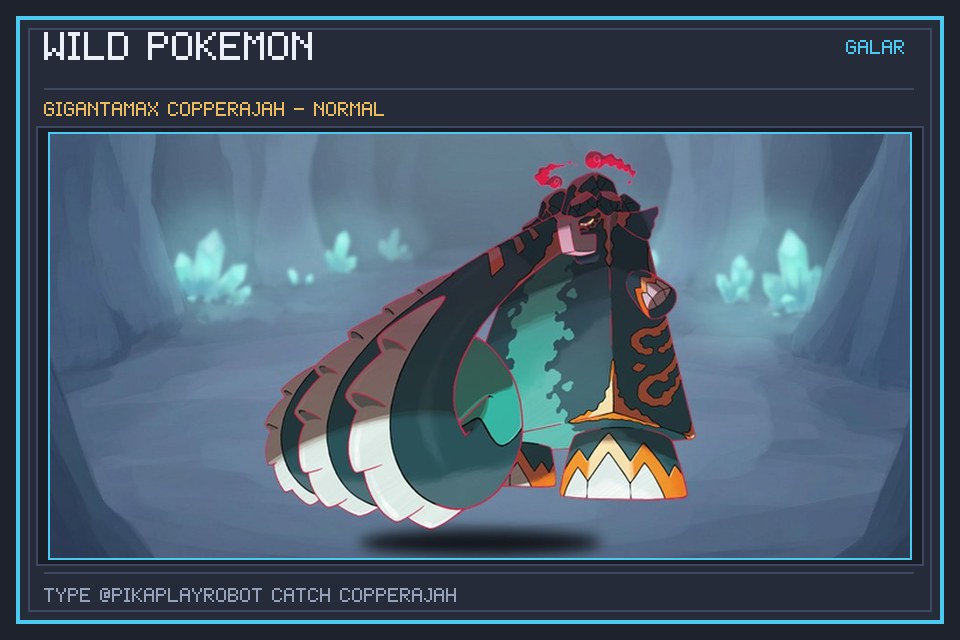 WILD POKEMON
GALAR
GIGANTAMAX COPPERAJAH – NORMAL
TYPE @PIKAPLAYROBOT CATCH COPPERAJAH